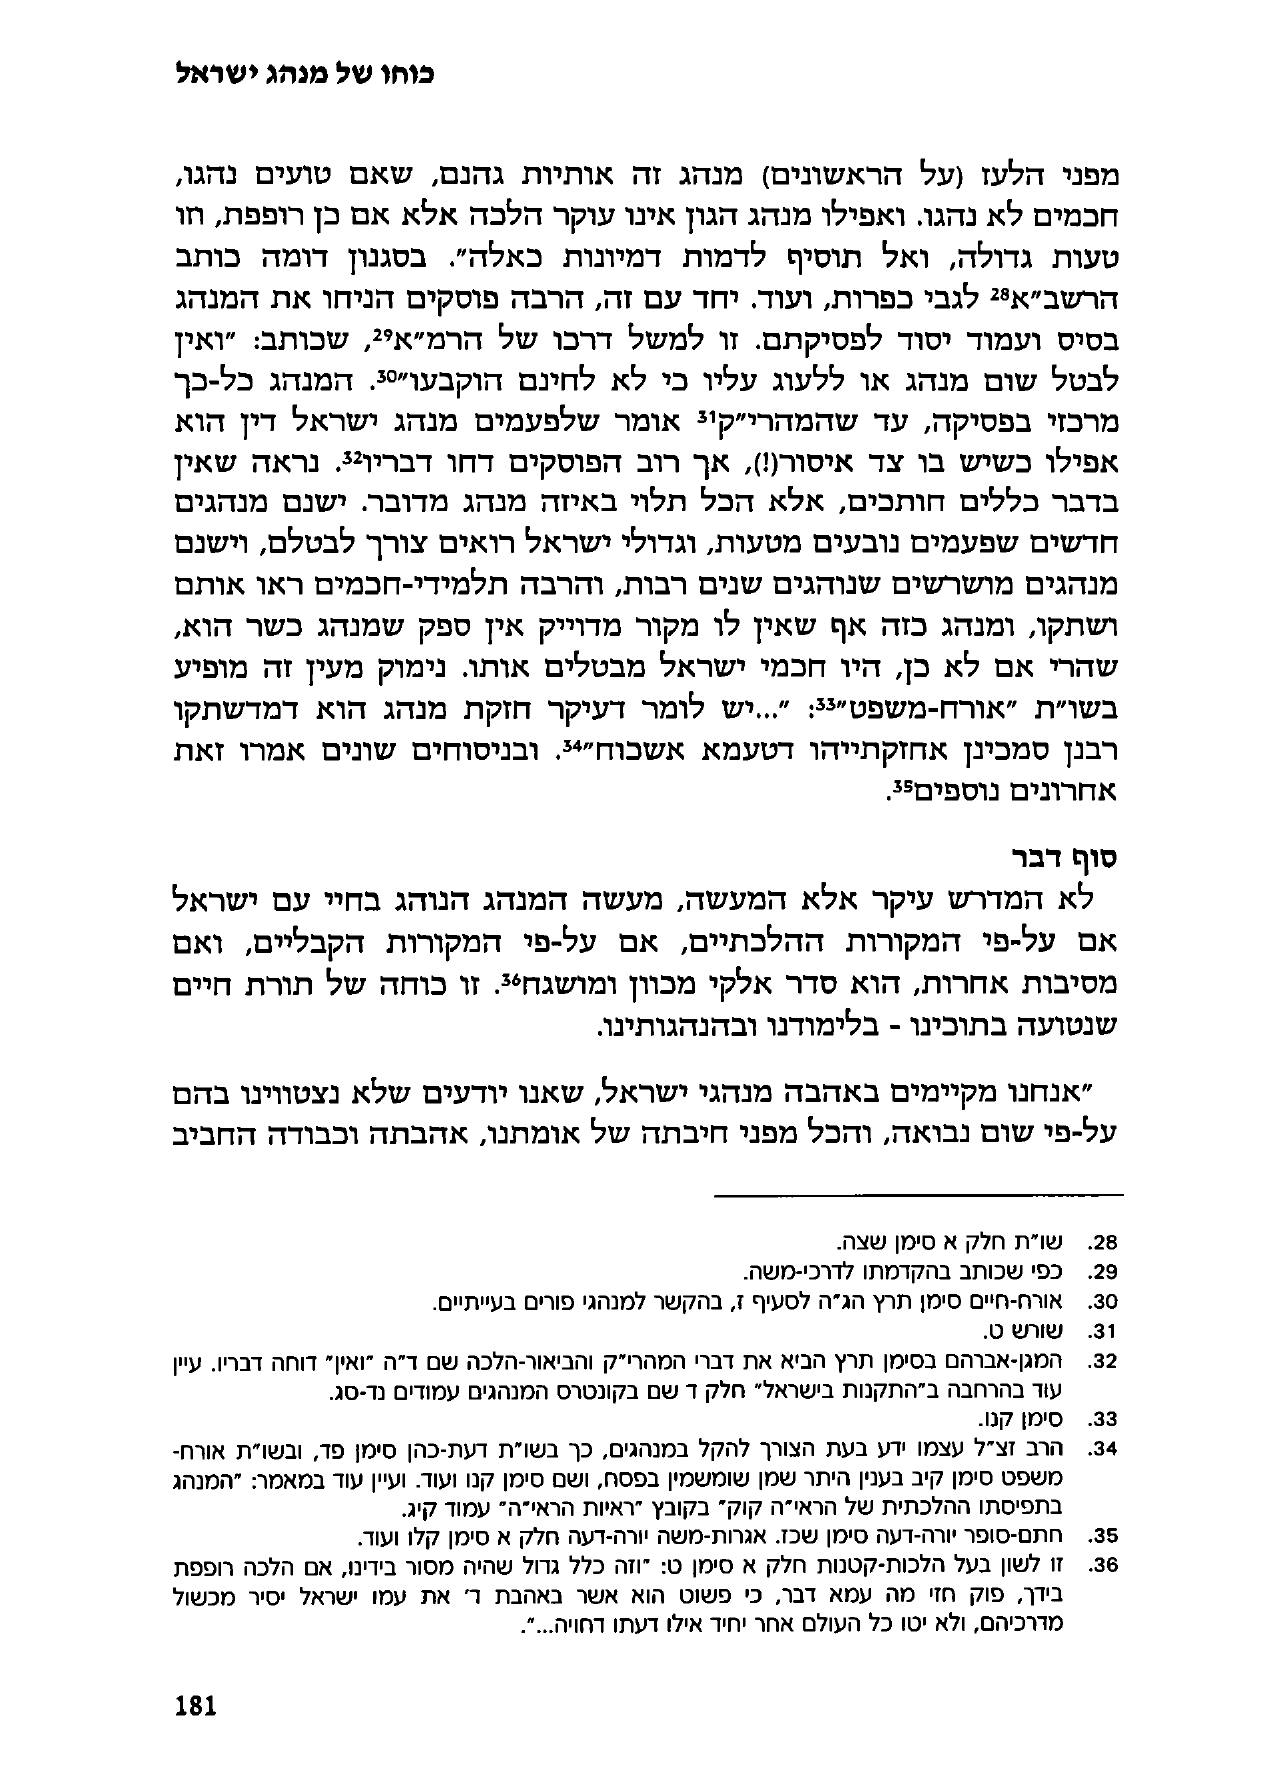 כוחו של מנהג ישראל
מפני הלעז (על הראשונים) מנהג זה אותיות גהנם, שאם טועים נהגו,
חכמים לא נהגו. ואפילו מנהג הגון אינו עוקר הלכה אלא אם כן רופפת, וזו
טעות גדולה, ואל תוסיף לדמות דמיונות כאלה". בסגנון דומה כותב
הרשב"א28 לגבי כפרות, ועוד. יחד עם זה, הרבה פוסקים הניחו את המנהג
בסיס ועמוד יסוד לפסיקתם. זו למשל דרכו של הרמ"א29, שכותב: "ואין
לבטל שום מנהג או ללעוג עליו כי לא לחינם הוקבעו"30. המנהג כל-כך
מרכזי בפסיקה, עד שהמהרי"ק31 אומר שלפעמים מנהג ישראל דין הוא
אפילו כשיש בו צד איסור(!), אך רוב הפוסקים דחו דבריו32. נראה שאין
בדבר כללים חותכים, אלא הכל תלוי באיזה מנהג מדובר. ישנם מנהגים
חדשים שפעמים נובעים מטעות, וגדולי ישראל רואים צורך לבטלם, וישנם
מנהגים מושרשים שנוהגים שנים רבות, והרבה תלמידי-חכמים ראו אותם
ושתקו, ומנהג כזה אף שאין לו מקור מדוייק אין ספק שמנהג כשר הוא,
שהרי אם לא כן, היו חכמי ישראל מבטלים אותו. נימוק מעין זה מופיע
בשו"ת "אורח-משפט"33: "...יש לומר דעיקר חזקת מנהג הוא דמדשתקו
רבנן סמכינן אחזקתייהו דטעמא אשכוח"34. ובניסוחים שונים אמרו זאת
אחרונים נוספים35.
סוף דבר
לא המדרש עיקר אלא המעשה, מעשה המנהג הנוהג בחיי עם ישראל
אם על-פי המקורות ההלכתיים, אם על-פי המקורות הקבליים, ואם
מסיבות אחרות, הוא סדר אלקי מכוון ומושגח36. זו כוחה של תורת חיים
שנטועה בתוכינו - בלימודנו ובהנהגותינו.
"אנחנו מקיימים באהבה מנהגי ישראל, שאנו יודעים שלא נצטווינו בהם
על-פי שום נבואה, והכל מפני חיבתה של אומתנו, אהבתה וכבודה החביב
28. שו"ת חלק א סימן שצה.
29. כפי שכותב בהקדמתו לדרכי-משה.
30. אורח-חיים סימן תרץ הג"ה לסעיף ז, בהקשר למנהגי פורים בעייתיים.
31. שורש ט.
32. המגן-אברהם בסימן תרץ הביא את דברי המהרי"ק והביאור-הלכה שם ד"ה "ואין" דוחה דבריו. עיין
עוד בהרחבה ב"התקנות בישראל" חלק ד שם בקונטרס המנהגים עמודים נד-סג.
33. סימן קנו.
34. הרב זצ"ל עצמו ידע בעת הצורך להקל במנהגים, כך בשו"ת דעת-כהן סימן פד, ובשו"ת אורח-
משפט סימן קיב בענין היתר שמן שומשמין בפסח, ושם סימן קנו ועוד. ועיין עוד במאמר: "המנהג
בתפיסתו ההלכתית של הראי"ה קוק" בקובץ "ראיות הראי"ה" עמוד קיג.
35. חתם-סופר יורה-דעה סימן שכז. אגרות-משה יורה-דעה חלק א סימן קלו ועוד.
36. זו לשון בעל הלכות-קטנות חלק א סימן ט: "וזה כלל גדול שהיה מסור בידינו, אם הלכה רופפת
בידך, פוק חזי מה עמא דבר, כי פשוט הוא אשר באהבת ד' את עמו ישראל יסיר מכשול
מדרכיהם, ולא יטו כל העולם אחר יחיד אילו דעתו דחויה...".
181